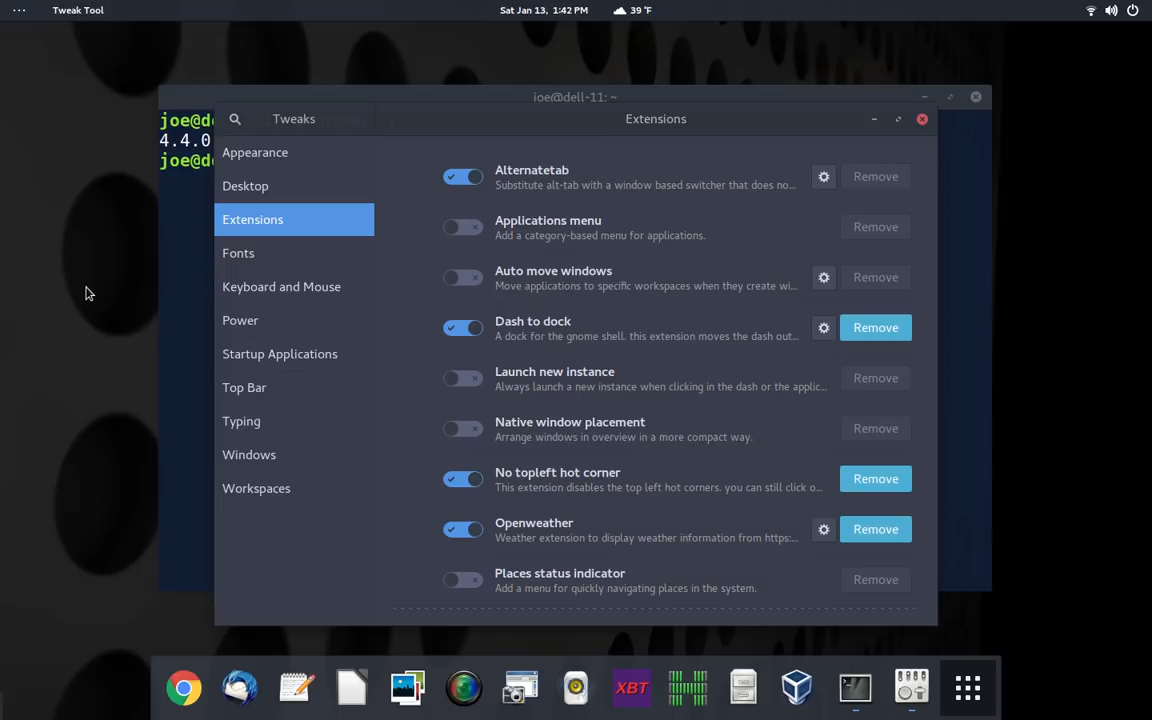 Tweak Tool
Sat Jan 13, 1:42 PM
39 °F
joe@dell-11: ~
4.4.0
Tweaks
Extensions
Appearance
Desktop
Extensions
Fonts
Keyboard and Mouse
Power
Startup Applications
Top Bar
Typing
Windows
Workspaces
Alternatetab
Substitute alt-tab with a window based switcher that does no...
Remove
Applications menu
Add a category-based menu for applications.
Remove
Auto move windows
Move applications to specific workspaces when they create wi...
Remove
Dash to dock
A dock for the gnome shell. this extension moves the dash out...
Remove
Launch new instance
Always launch a new instance when clicking in the dash or the applic...
Remove
Native window placement
Arrange windows in overview in a more compact way.
Remove
No topleft hot corner
This extension disables the top left hot corners. you can still click o...
Remove
Openweather
Weather extension to display weather information from https:...
Remove
Places status indicator
Add a menu for quickly navigating places in the system.
Remove
XBT